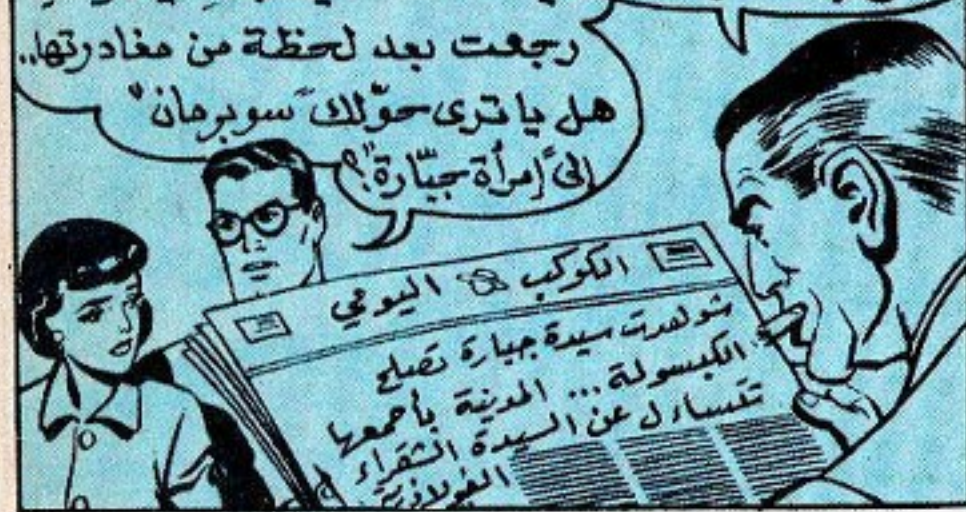 رجعت بعد لحظة من مغادرتها..
هل يا ترى حوّلك "سوبرمان"
إلى إمرأة جبّارة"؟
الكوكب اليومي
شوهدت سيدة جبارة تصلح
الكبسولة... المدينة بأجمعها
تتساءل عن السيدة الشقراء
الفولاذية